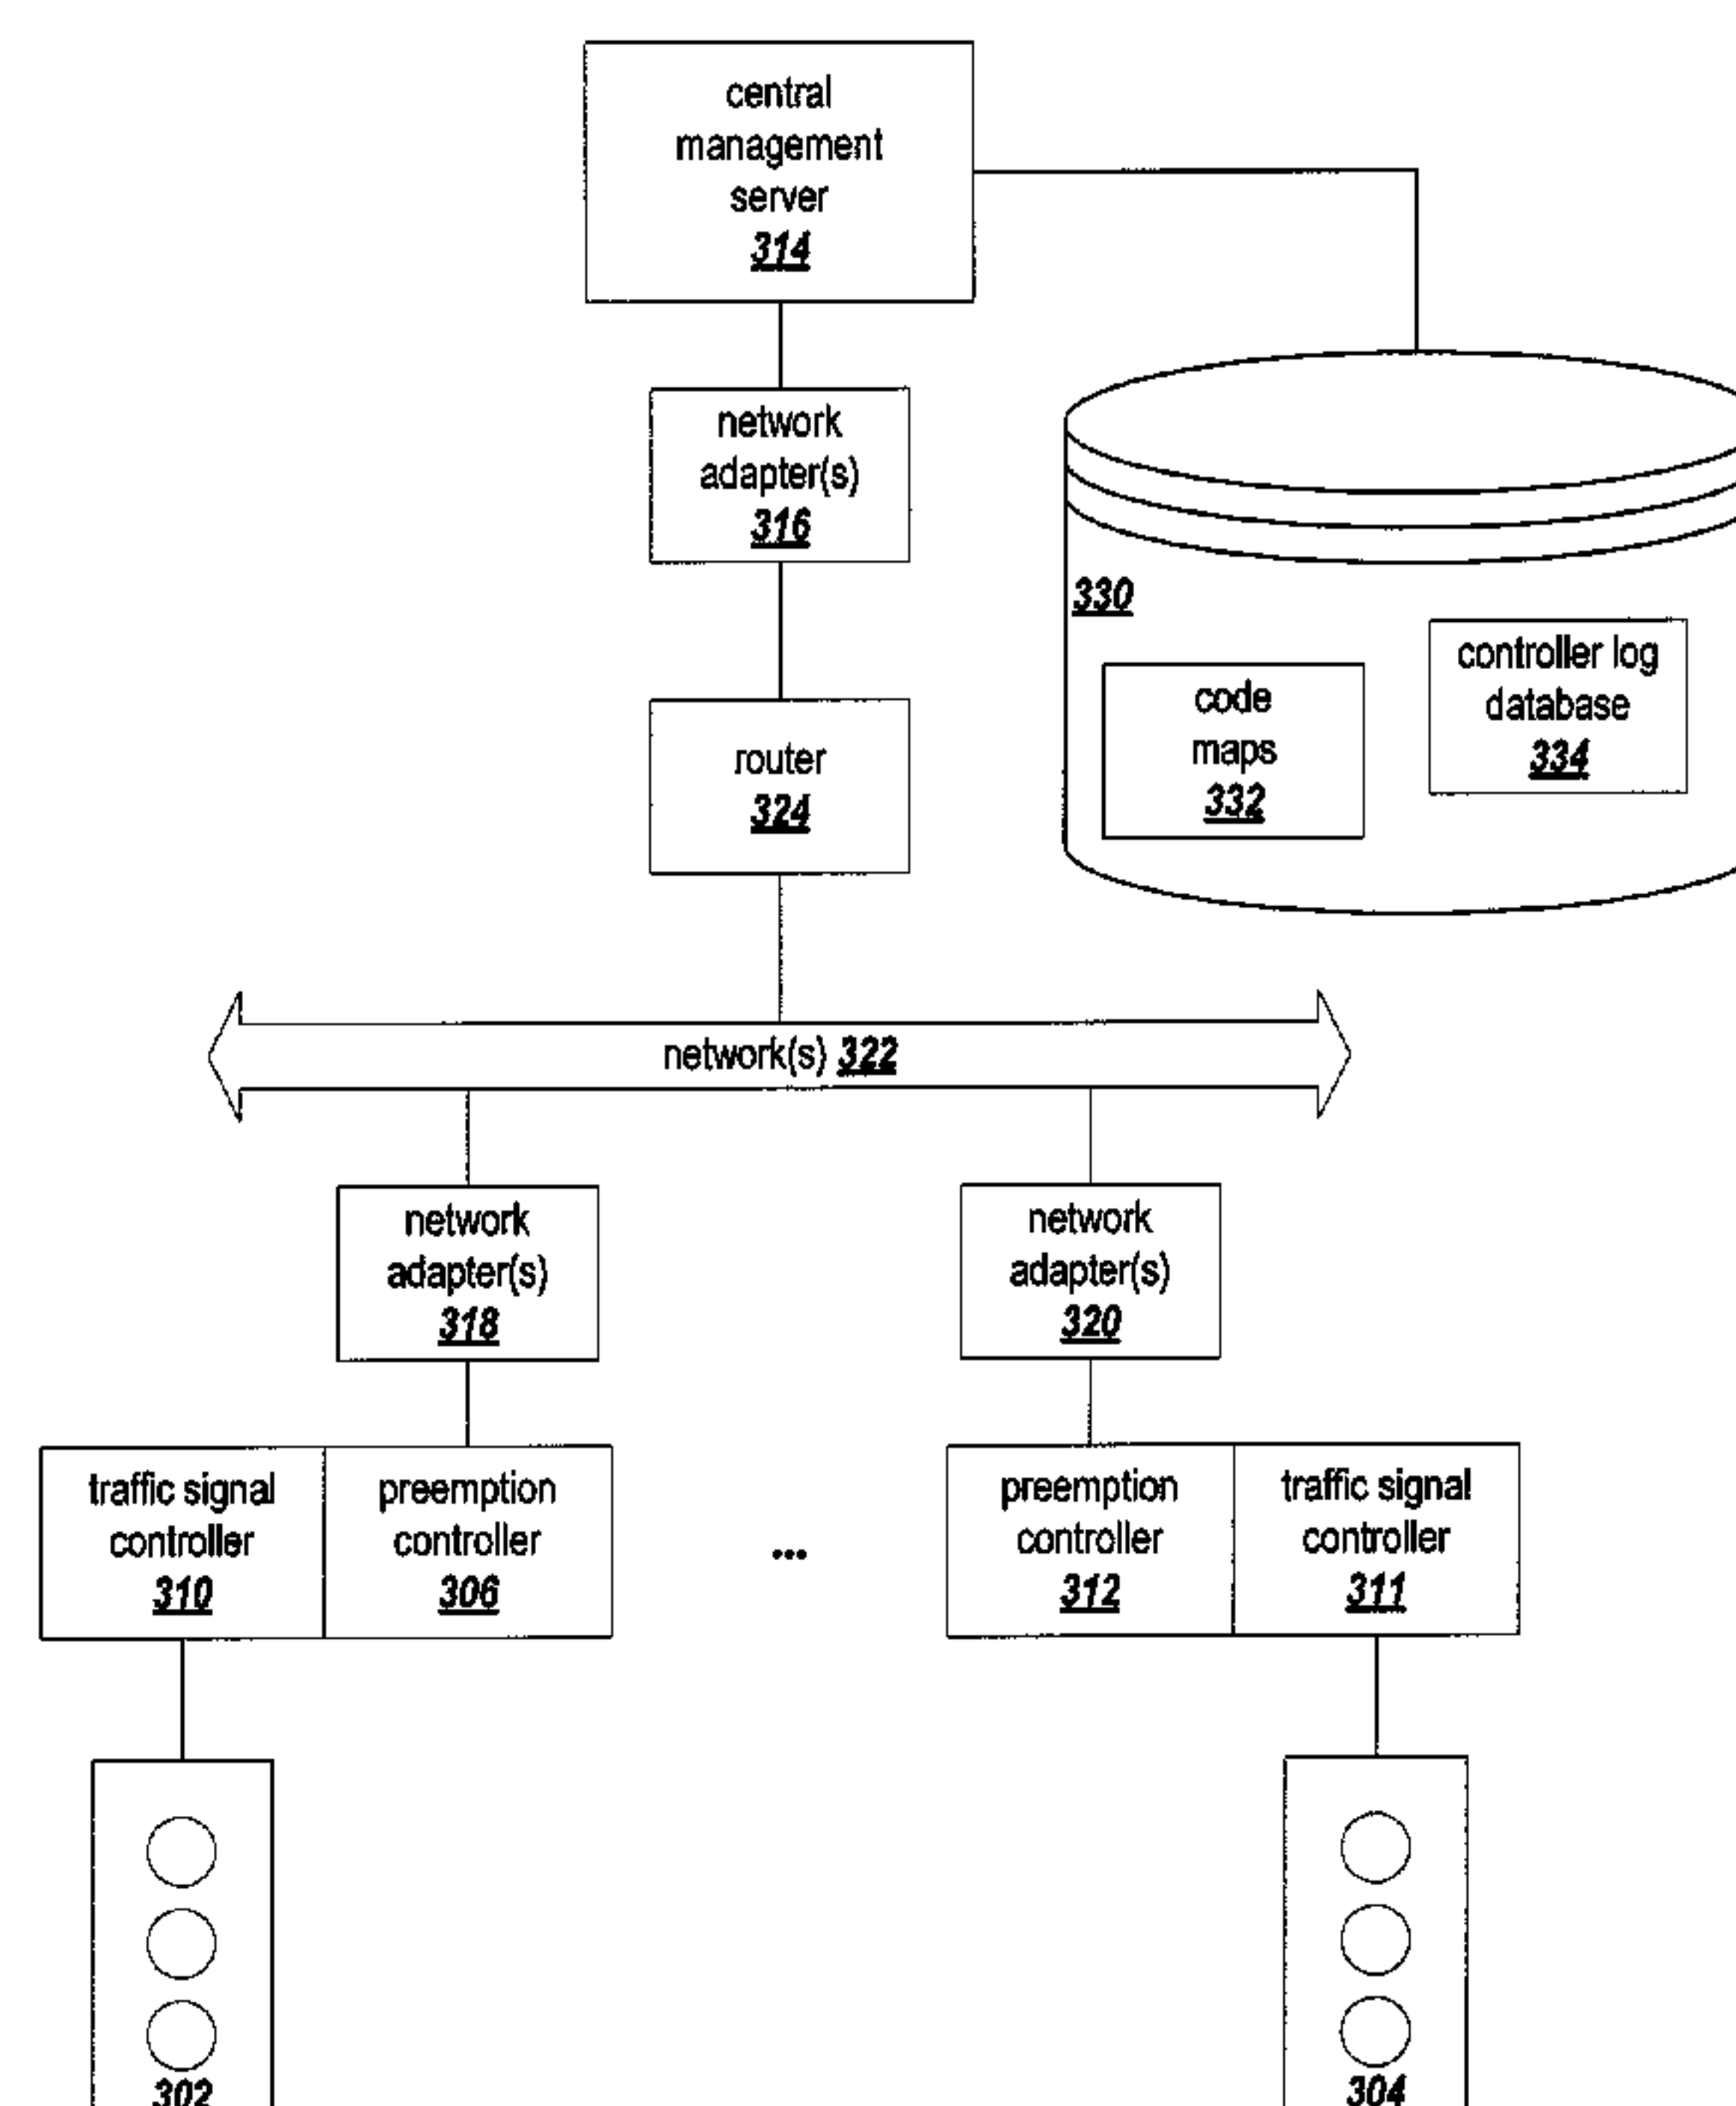 central
management
server
314
network
adapter(s)
316
330
controller log
database
334
code
maps
332
router
324
network(s) 322
network
adapter(s)
318
network
adapter(s)
320
traffic signal
controller
310
preemption
controller
306
...
preemption
controller
312
traffic signal
controller
311
302
304